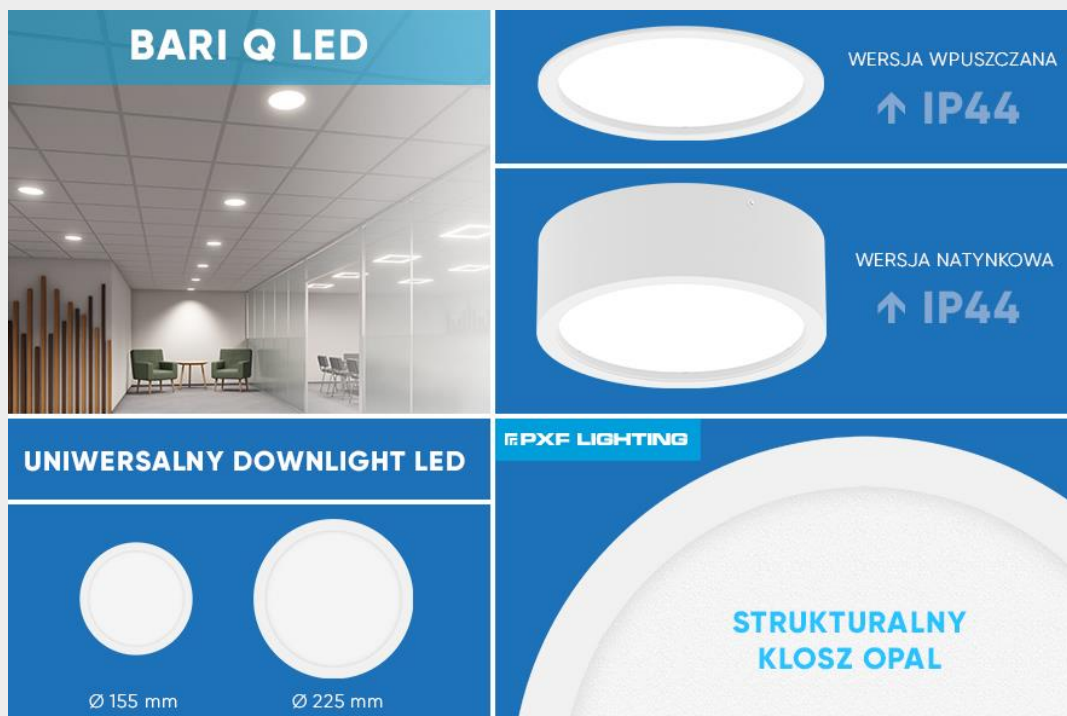 BARI Q LED
WERSJA WPUSZCZANA
↑ IP44
WERSJA NATYNKOWA
↑ IP44
UNIWERSALNY DOWNLIGHT LED
Ø 155 mm
Ø 225 mm
PXF LIGHTING
STRUKTURALNY
KLOSZ OPAL